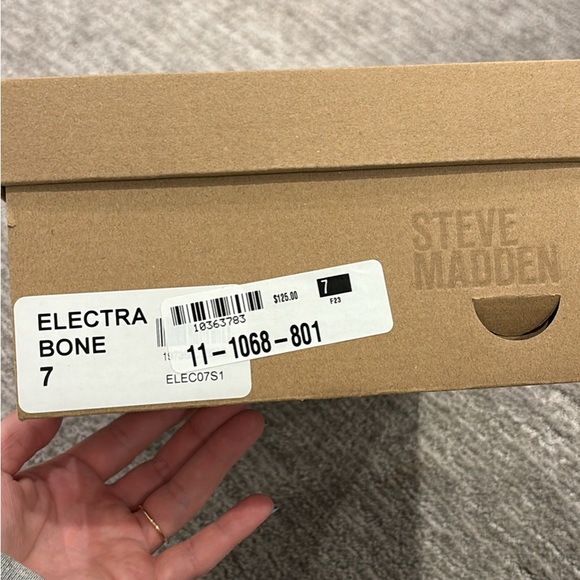 STEVE
MADDEN
ELECTRA
BONE
7
ELEC07S1
$125.00
7
F23
10363783
11-1068-801